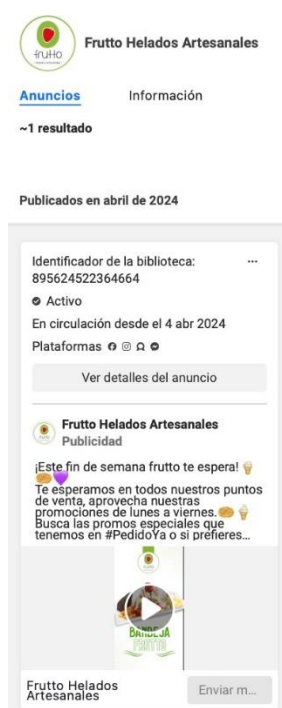 frutto
Frutto Helados Artesanales
Anuncios
Información
~1 resultado
Publicados en abril de 2024
Identificador de la biblioteca:
895624522364664
Activo
En circulación desde el 4 abr 2024
Plataformas
Ver detalles del anuncio
Frutto Helados Artesanales
Publicidad
¡Este fin de semana frutto te espera! 🍦
🥯💜
Te esperamos en todos nuestros puntos
de venta, aprovecha nuestras
promociones de lunes a viernes.🥯🍦
Busca las promos especiales que
tenemos en #PedidoYa o si prefieres...
BANDEJA
FRUTTO
Frutto Helados
Artesanales
Enviar m...